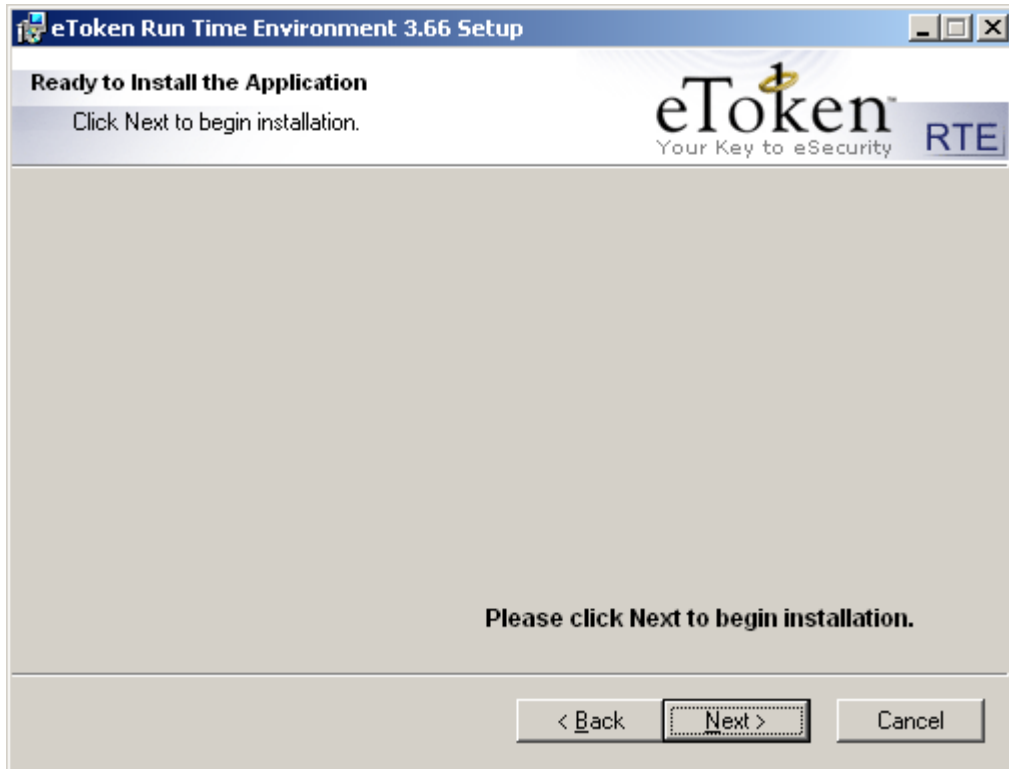 eToken Run Time Environment 3.66 Setup
Ready to Install the Application
Click Next to begin installation.
eToken™
Your Key to eSecurity
RTE
Please click Next to begin installation.
< Back
Next >
Cancel